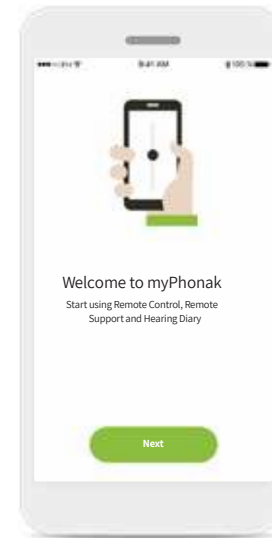 9:41 AM
Welcome to myPhonak
Start using Remote Control, Remote
Support and Hearing Diary
Next